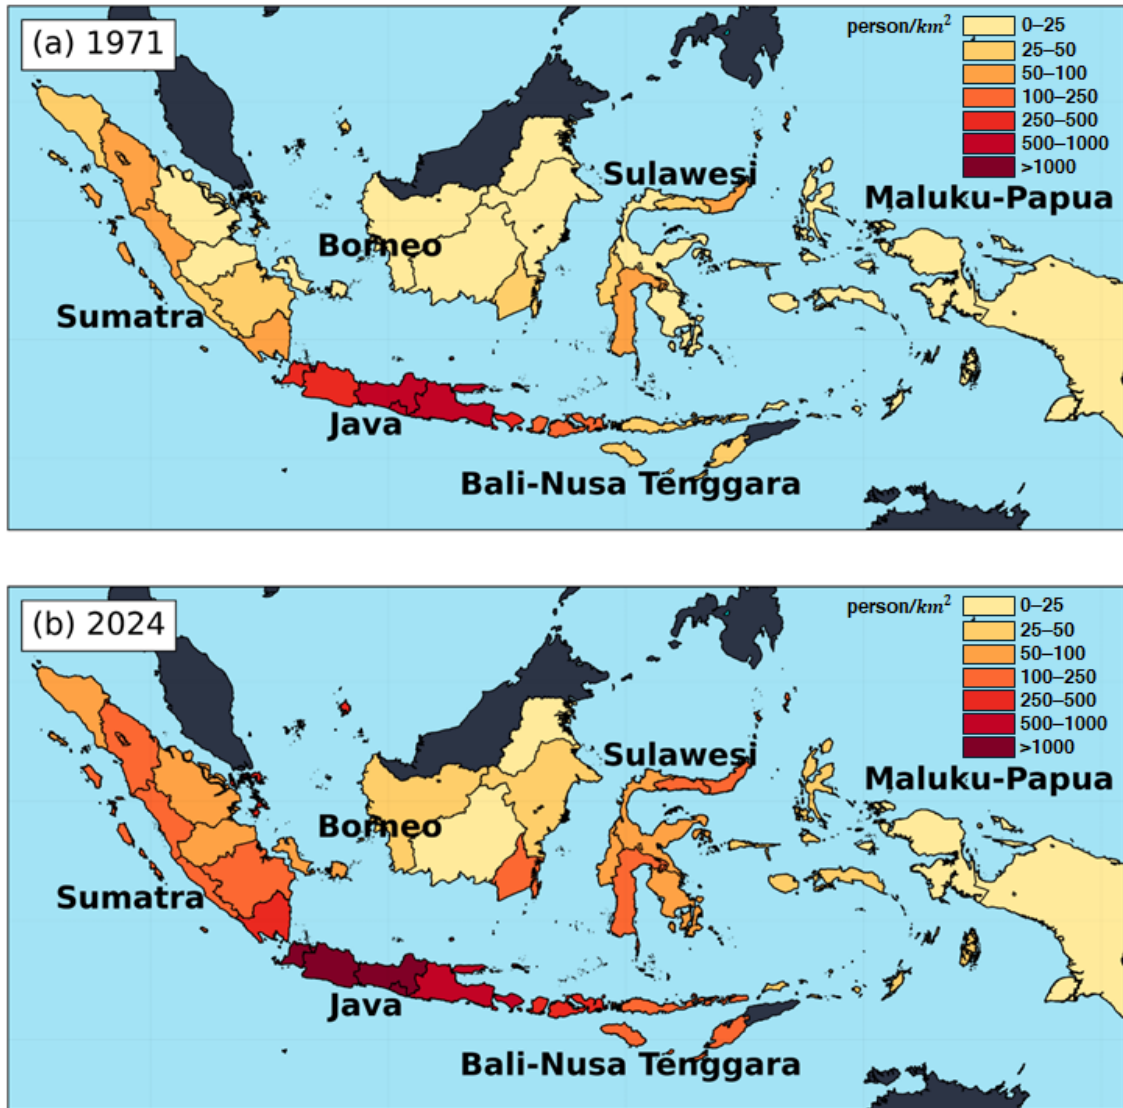 (a) 1971
person/km²
0–25
25–50
50–100
100–250
250–500
500–1000
>1000
Sulawesi
Maluku-Papua
Borneo
Sumatra
Java
Bali-Nusa Tenggara
(b) 2024
person/km²
0–25
25–50
50–100
100–250
250–500
500–1000
>1000
Sulawesi
Maluku-Papua
Borneo
Sumatra
Java
Bali-Nusa Tenggara